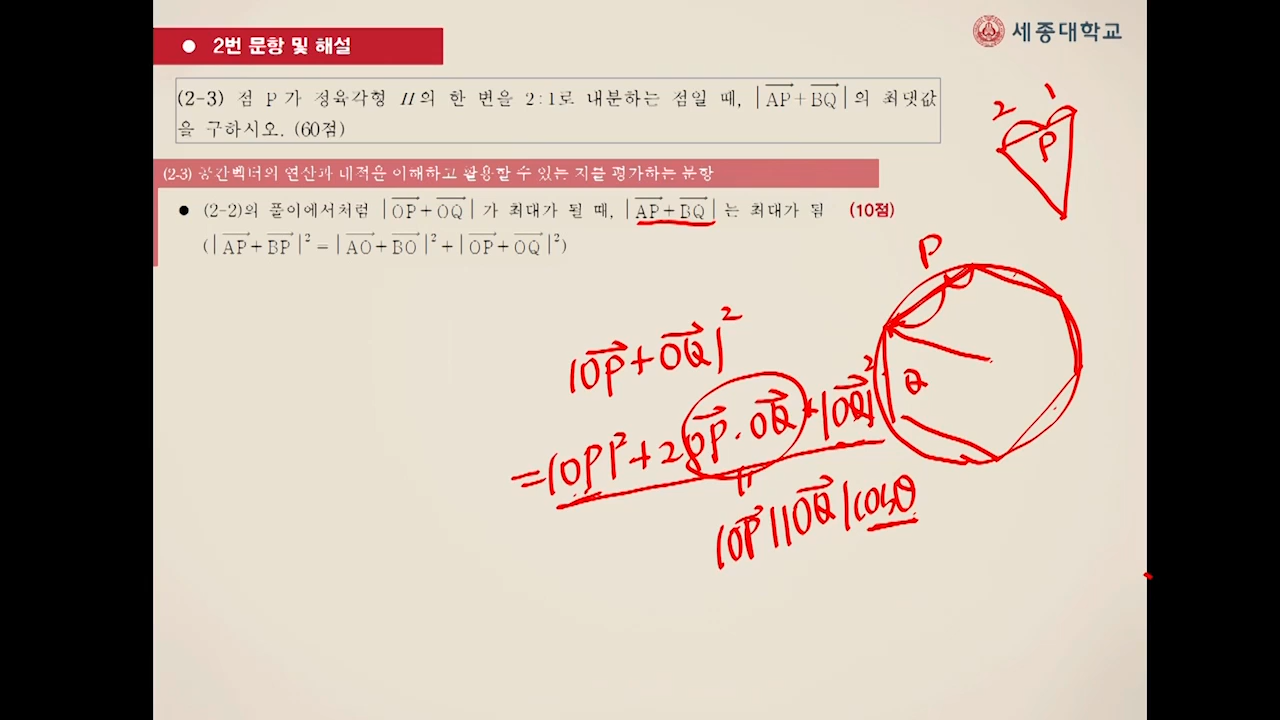 세종대학교
● 2번 문항 및 해설
(2-3) 점 P가 정육각형 H의 한 변을 2:1로 내분하는 점일 때, |AP+BQ|의 최댓값
을 구하시오. (60점)
(2-3) 공간벡터의 연산과 내적을 이해하고 활용할 수 있는 지를 평가하는 문항
● (2-2)의 풀이에서처럼 |OP+OQ|가 최대가 될 때, |AP+BQ|는 최대가 됨 (10점)
(|AP+BP|²=|AO+BO|²+|OP+OQ|²)
2 1
P
P
Q
|OP+OQ|²
=|OP|²+2OP·OQ+|OQ|²
|OP||OQ|cosθ